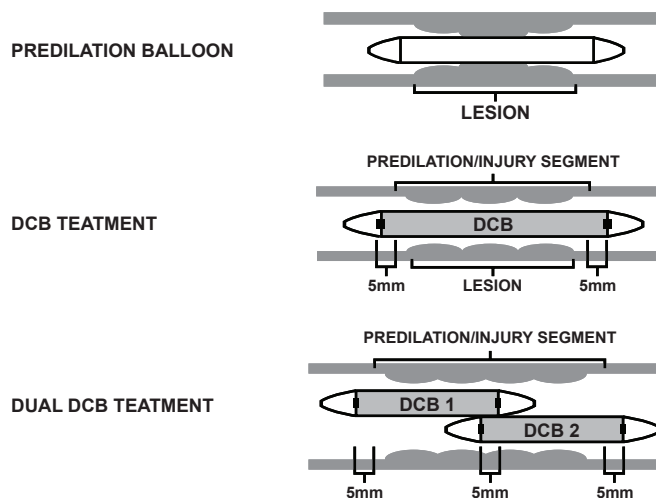 PREDILATION BALLOON
LESION
PREDILATION/INJURY SEGMENT
DCB TEATMENT
DCB
5mm
LESION
5mm
PREDILATION/INJURY SEGMENT
DUAL DCB TEATMENT
DCB 1
DCB 2
5mm
5mm
5mm